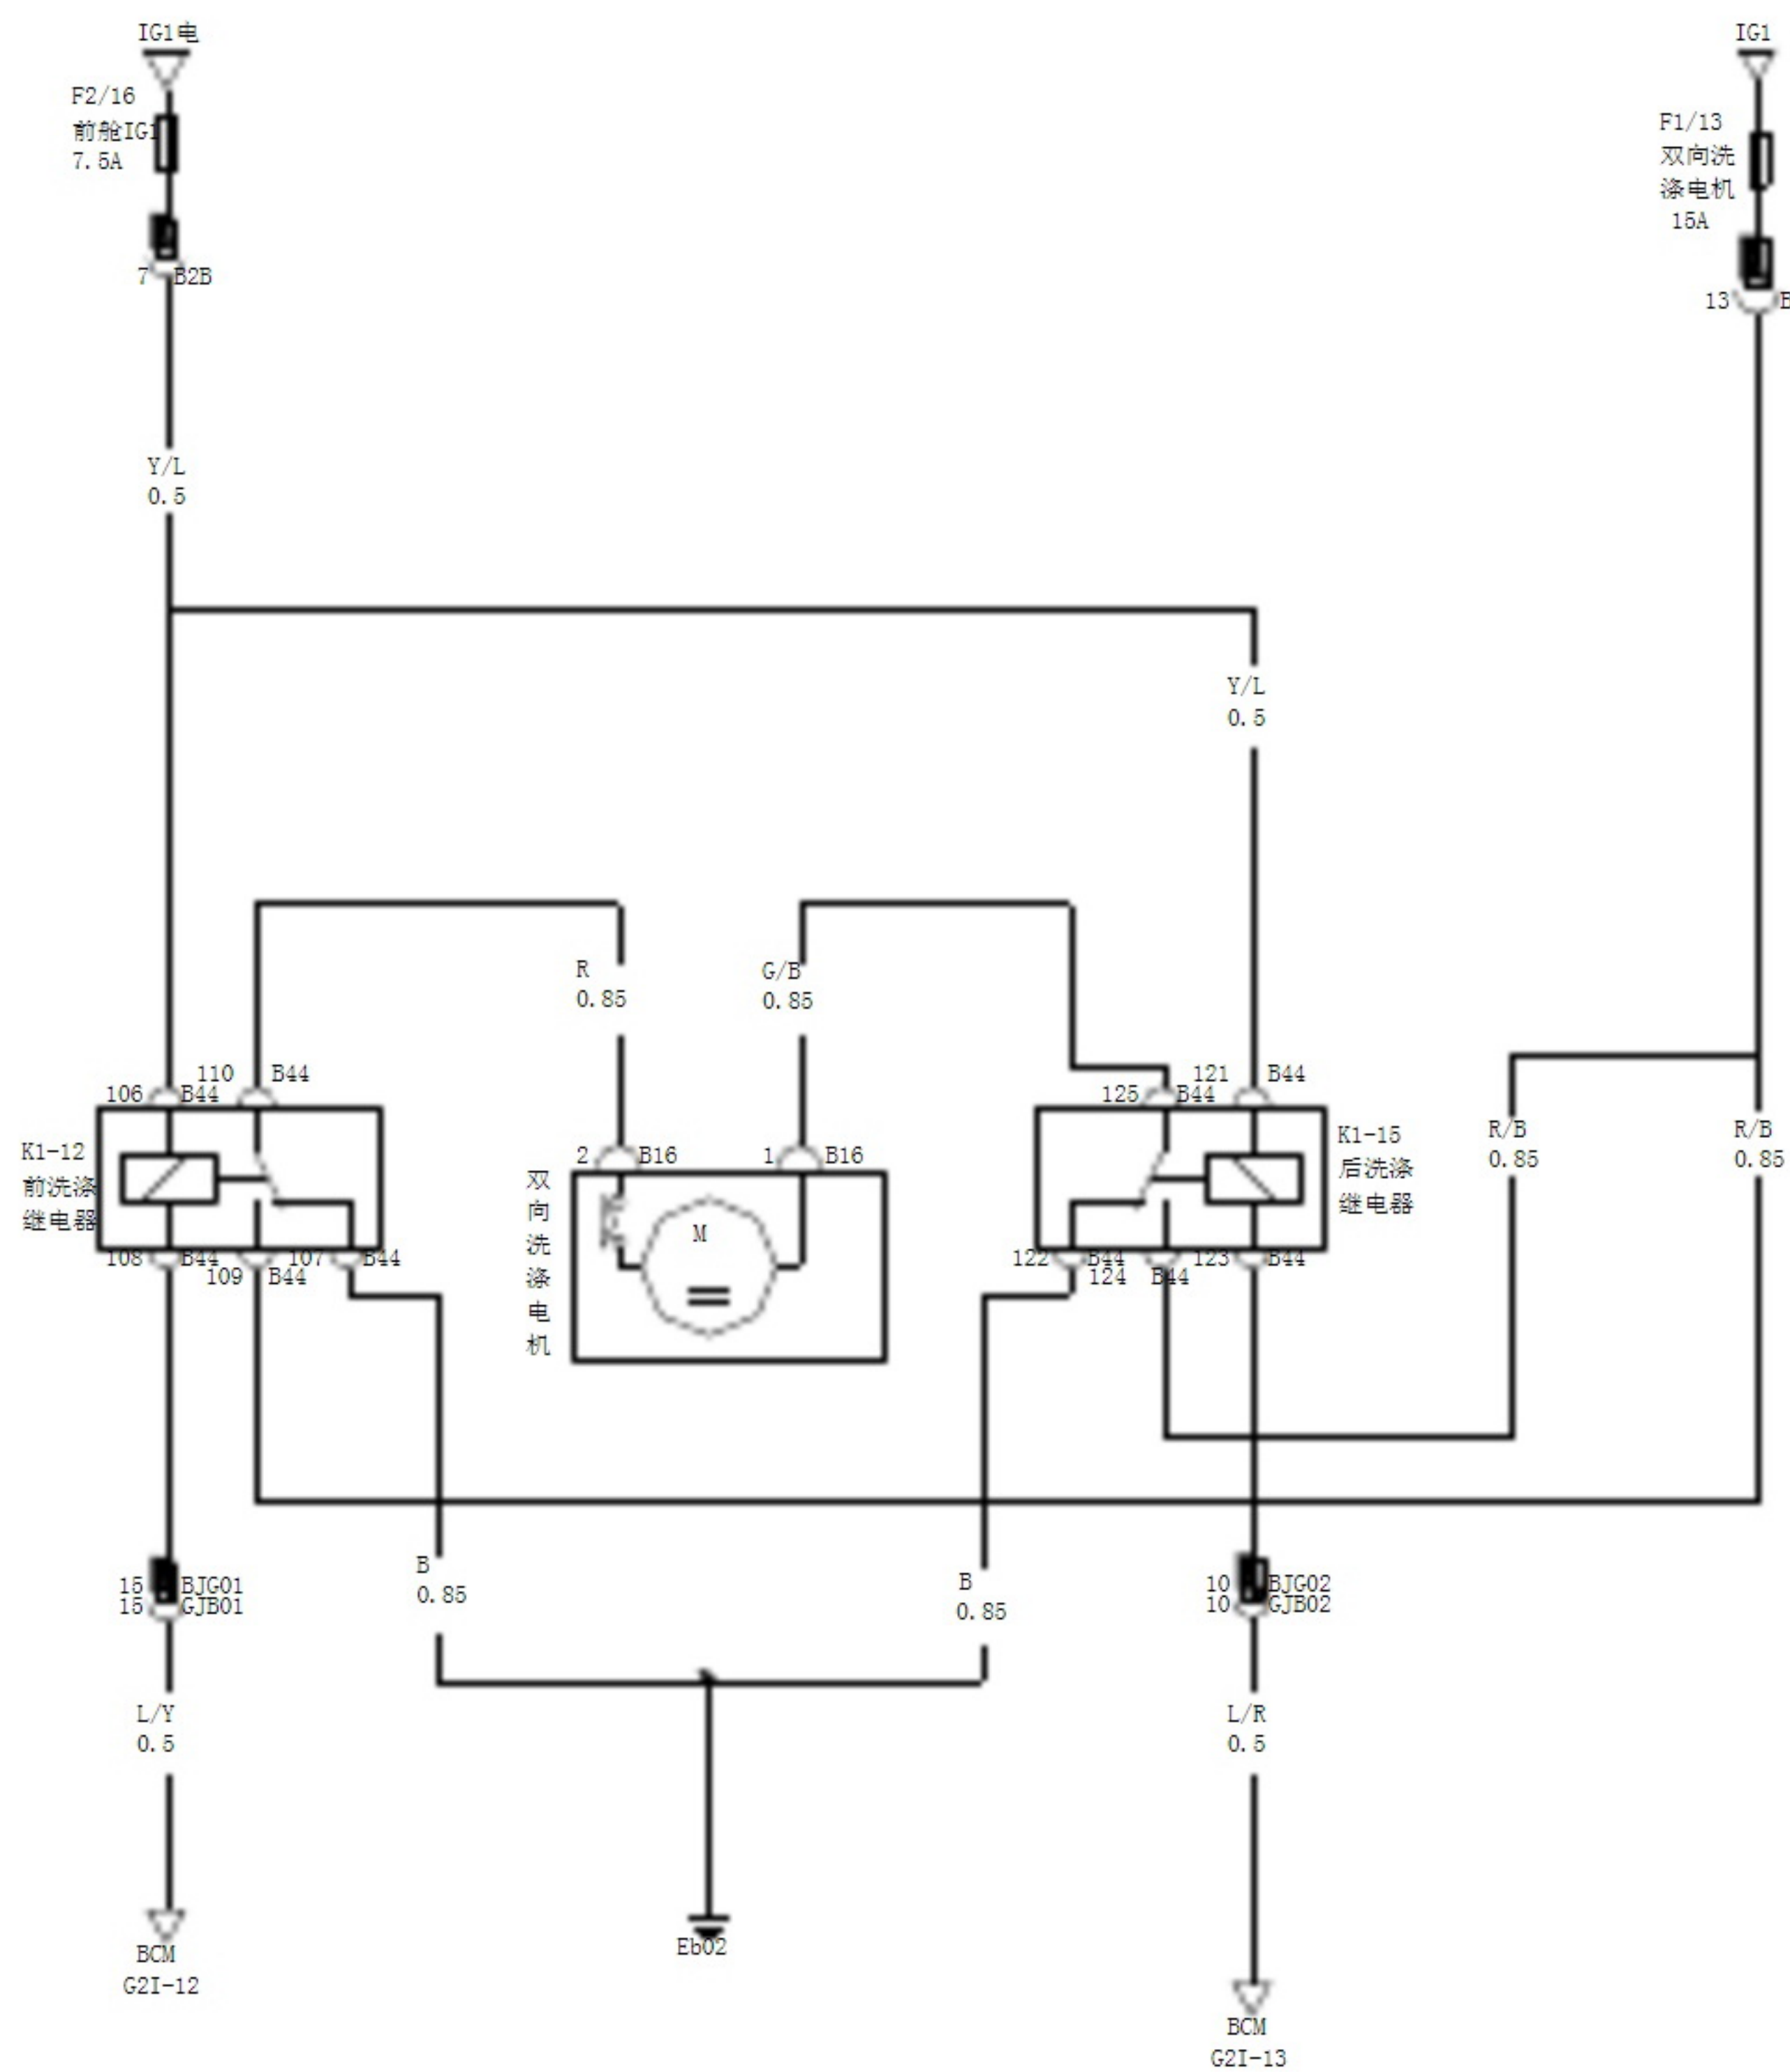 IG1电
F2/16
前舱IG1
7.5A
7 B2B
IG1
F1/13
双向洗
涤电机
15A
13
Y/L
0.5
Y/L
0.5
R
0.85
G/B
0.85
110 B44
106 B44
K1-12
前洗涤
继电器
108 B44
109 B44
107 B44
2 B16
1 B16
双向洗涤电机
M
121 B44
125 B44
K1-15
后洗涤
继电器
122 B44
124 B44
123 B44
R/B
0.85
R/B
0.85
15 BJG01
15 GJB01
B
0.85
B
0.85
10 BJG02
10 GJB02
L/Y
0.5
L/R
0.5
BCM
G2I-12
Eb02
BCM
G2I-13